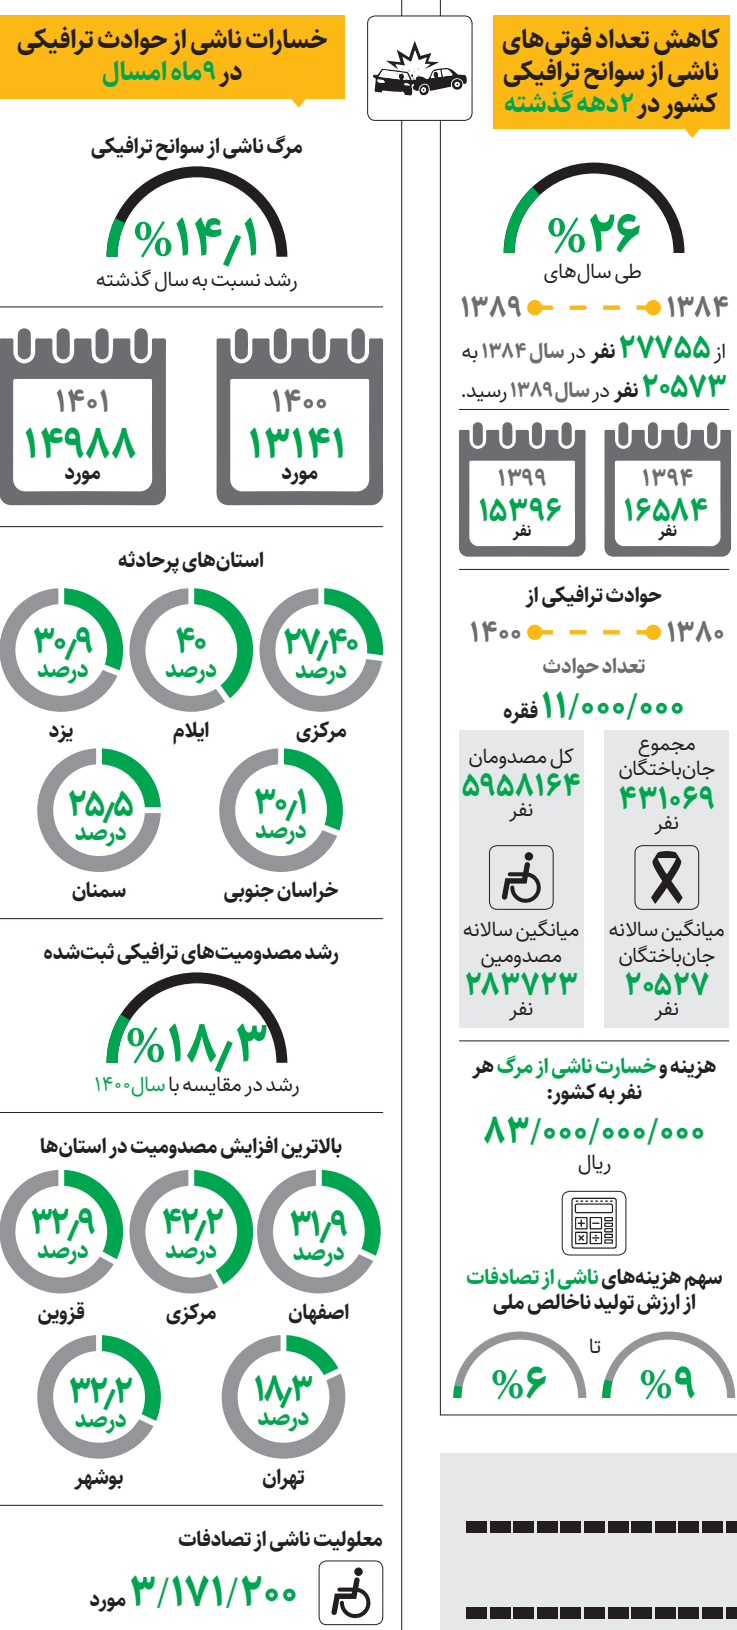 کاهش تعداد فوتی‌های
ناشی از سوانح ترافیکی
کشور در ۲ دهه گذشته
%۲۶
طی سال‌های
۱۳۸۴ ۱۳۸۹
از ۲۷۷۵۵ نفر در سال ۱۳۸۴ به
۲۰۵۷۳ نفر در سال ۱۳۸۹ رسید.
۱۳۹۴
۱۶۵۸۴
نفر
۱۳۹۹
۱۵۳۹۶
نفر
حوادث ترافیکی از
۱۳۸۰ ۱۴۰۰
تعداد حوادث
۱۱/۰۰۰/۰۰۰ فقره
مجموع
جان‌باختگان
۴۳۱۰۶۹
نفر
میانگین سالانه
جان‌باختگان
۲۰۵۲۷
نفر
کل مصدومان
۵۹۵۸۱۶۴
نفر
میانگین سالانه
مصدومین
۲۸۳۷۲۳
نفر
هزینه و خسارت ناشی از مرگ هر
نفر به کشور:
۸۳/۰۰۰/۰۰۰/۰۰۰
ریال
سهم هزینه‌های ناشی از تصادفات
از ارزش تولید ناخالص ملی
%۹ تا %۶
خسارات ناشی از حوادث ترافیکی
در ۹ ماه امسال
مرگ ناشی از سوانح ترافیکی
%۱۴٫۱
رشد نسبت به سال گذشته
۱۴۰۰
۱۳۱۴۱
مورد
۱۴۰۱
۱۴۹۸۸
مورد
استان‌های پرحادثه
۲۷٫۴۰
درصد
مرکزی
۴۰
درصد
ایلام
۳۰٫۹
درصد
یزد
۳۰٫۱
درصد
خراسان جنوبی
۲۵٫۵
درصد
سمنان
رشد مصدومیت‌های ترافیکی ثبت‌شده
%۱۸٫۳
رشد در مقایسه با سال ۱۴۰۰
بالاترین افزایش مصدومیت در استان‌ها
۳۱٫۹
درصد
اصفهان
۴۲٫۲
درصد
مرکزی
۳۲٫۹
درصد
قزوین
۱۸٫۳
درصد
تهران
۳۲٫۲
درصد
بوشهر
معلولیت ناشی از تصادفات
۳/۱۷۱/۲۰۰ مورد